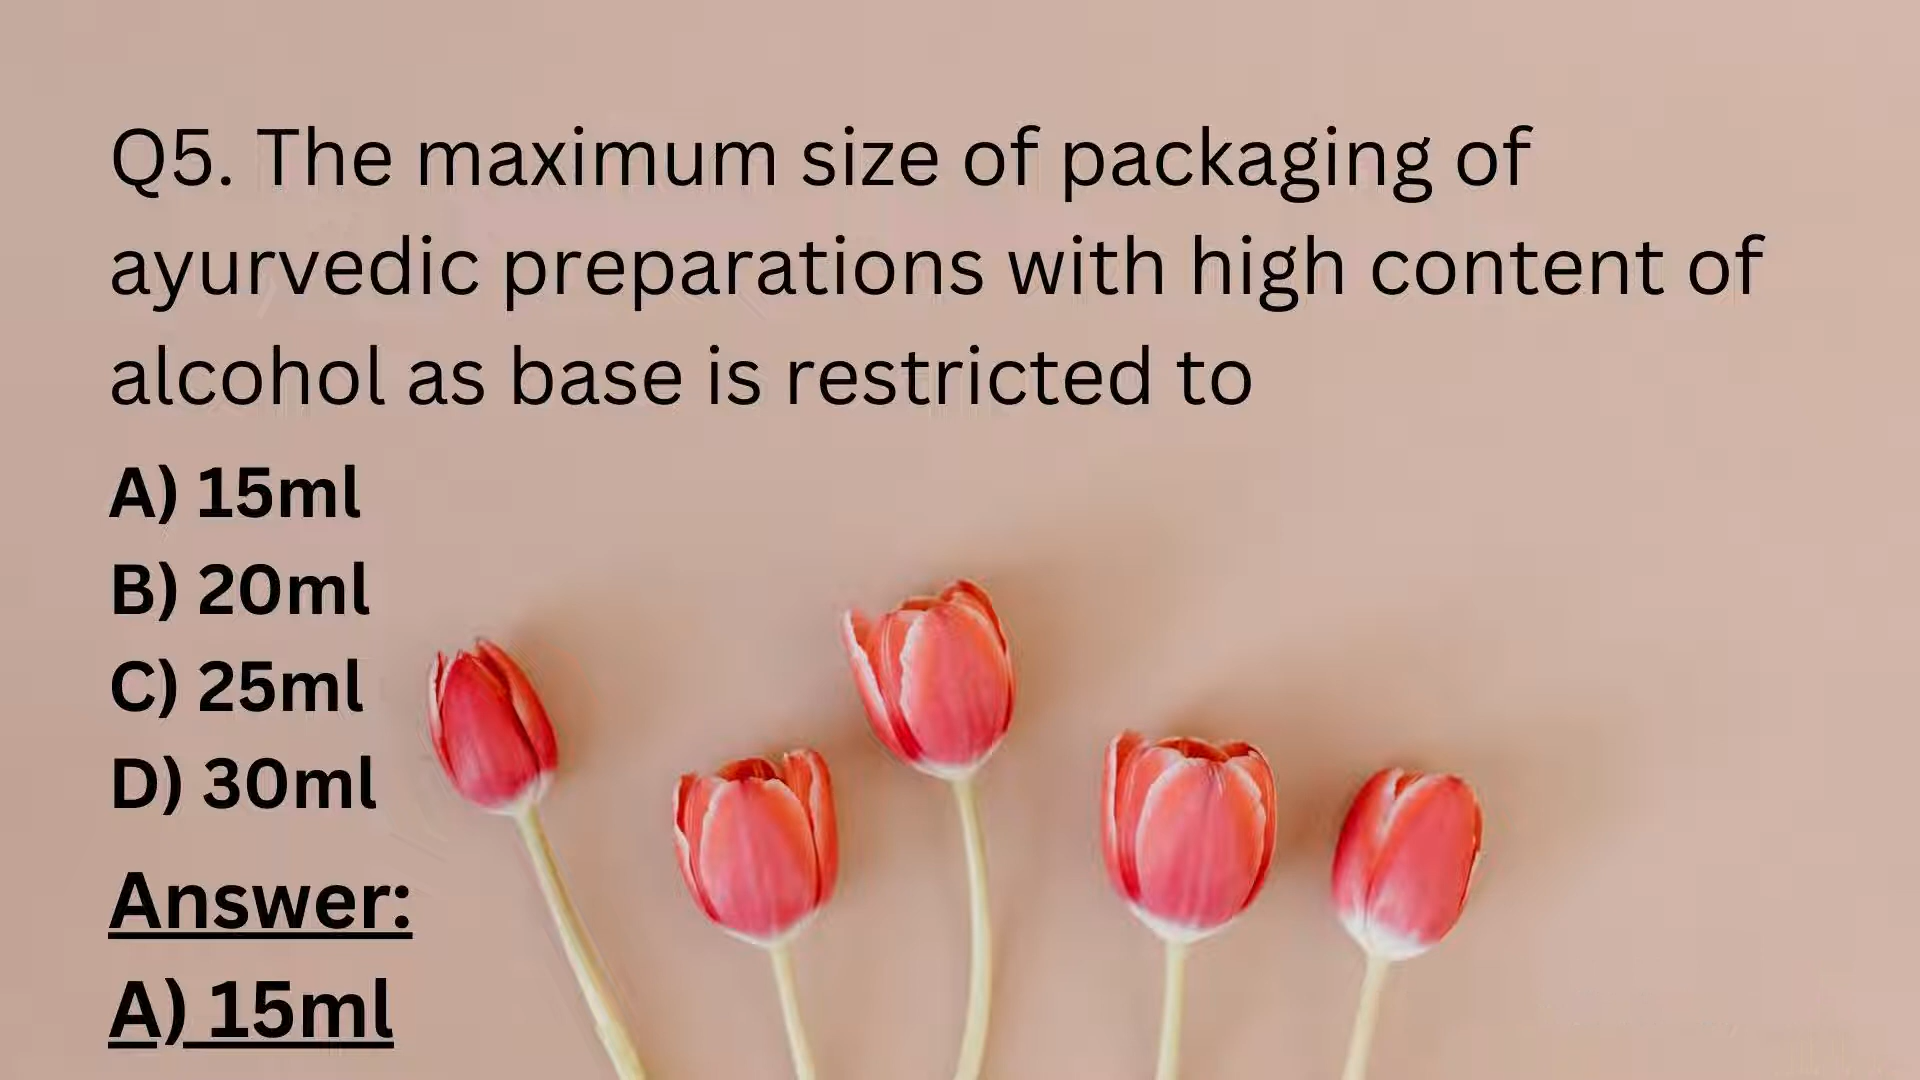 Q5. The maximum size of packaging of
ayurvedic preparations with high content of
alcohol as base is restricted to
A) 15ml
B) 20ml
C) 25ml
D) 30ml
Answer:
A) 15ml